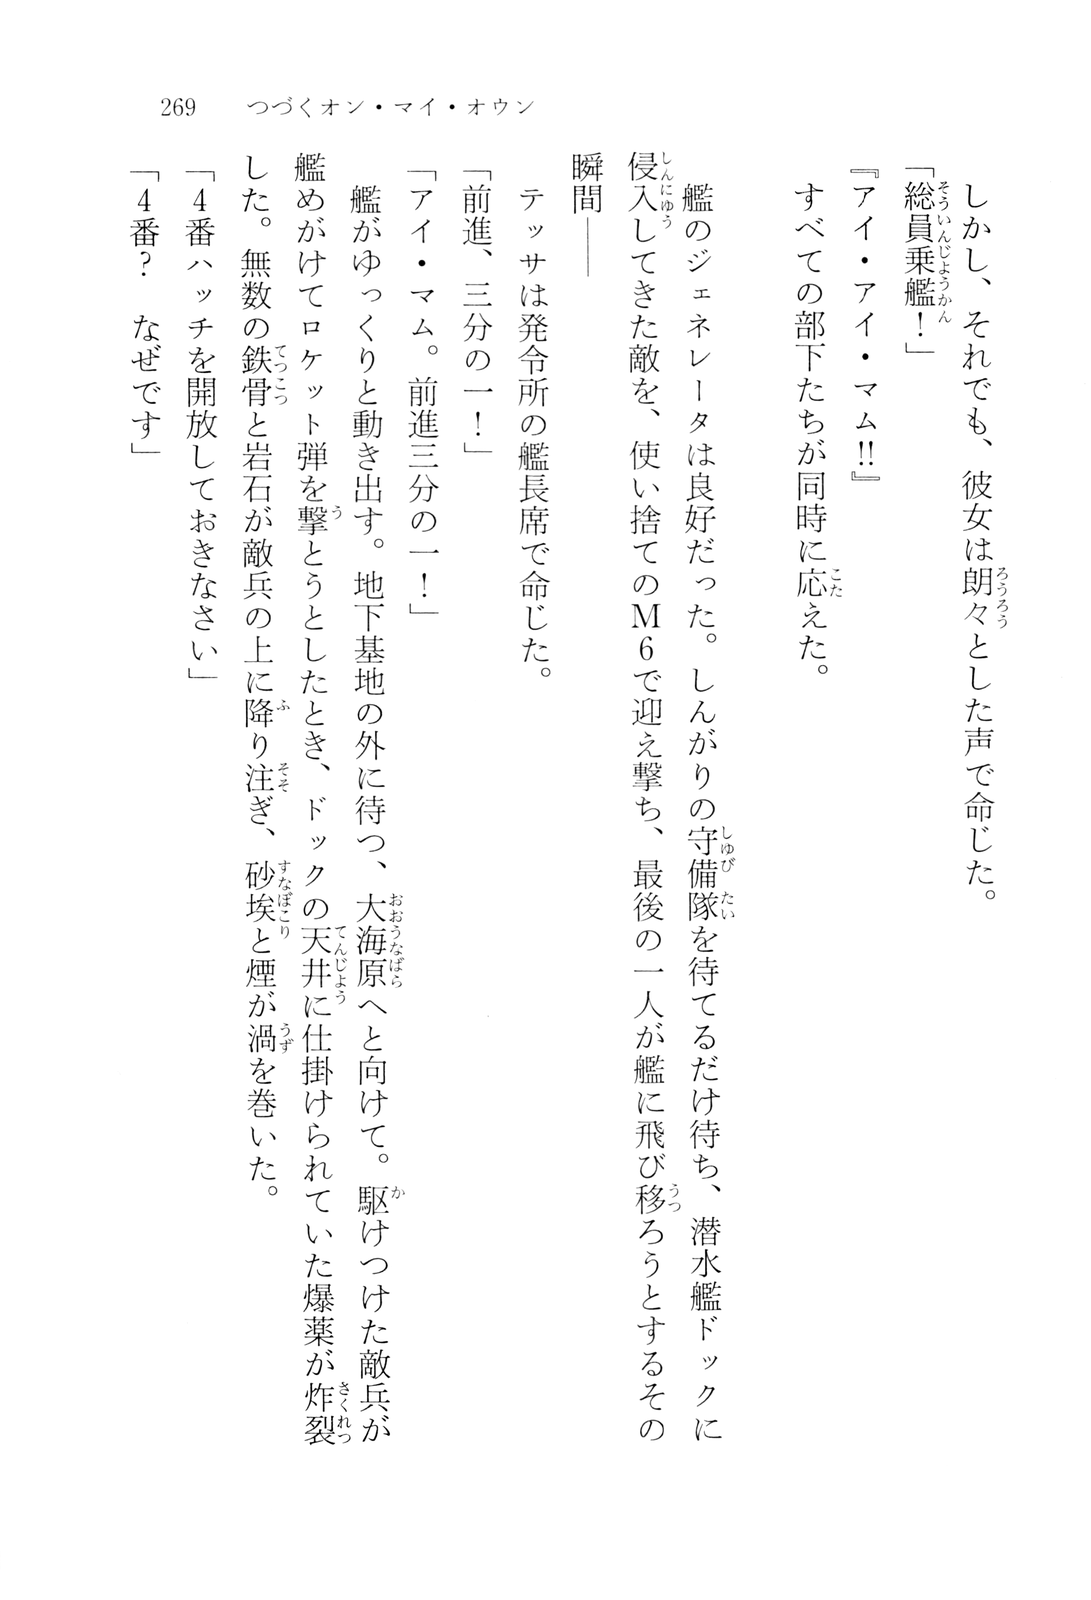 269　つづくオン・マイ・オウン
しかし、それでも、彼女は朗々とした声で命じた。
「総員乗艦！」
『アイ・アイ・マム!!』
すべての部下たちが同時に応えた。
艦のジェネレータは良好だった。しんがりの守備隊を待てるだけ待ち、潜水艦ドックに
侵入してきた敵を、使い捨てのＭ６で迎え撃ち、最後の一人が艦に飛び移ろうとするその
瞬間――
テッサは発令所の艦長席で命じた。
「前進、三分の一！」
「アイ・マム。前進三分の一！」
艦がゆっくりと動き出す。地下基地の外に待つ、大海原へと向けて。駆けつけた敵兵が
艦めがけてロケット弾を撃とうとしたとき、ドックの天井に仕掛けられていた爆薬が炸裂
した。無数の鉄骨と岩石が敵兵の上に降り注ぎ、砂埃と煙が渦を巻いた。
「４番ハッチを開放しておきなさい」
「４番？　なぜです」